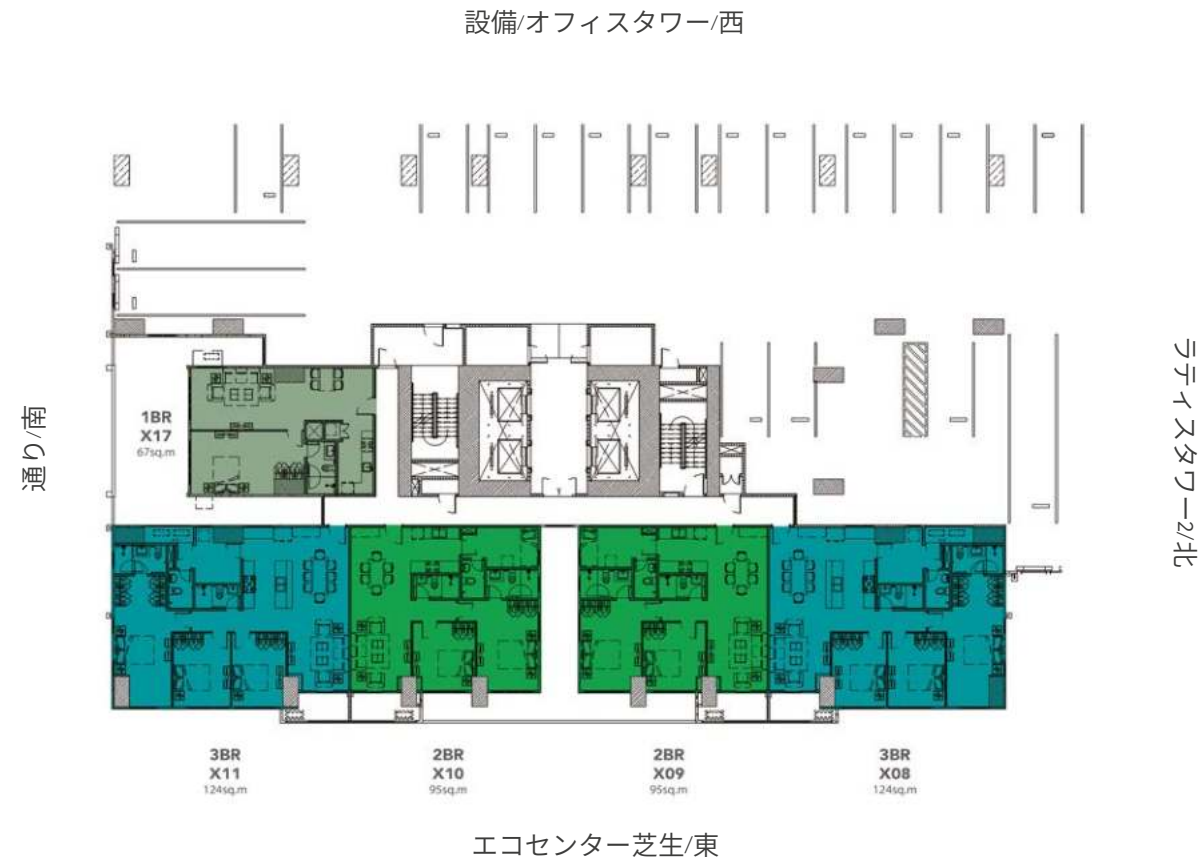 設備/オフィスタワー/西
通り/南
1BR
X17
67sq.m
ラティスタワー2/北
3BR
X11
124sq.m
2BR
X10
95sq.m
2BR
X09
95sq.m
3BR
X08
124sq.m
エコセンター芝生/東